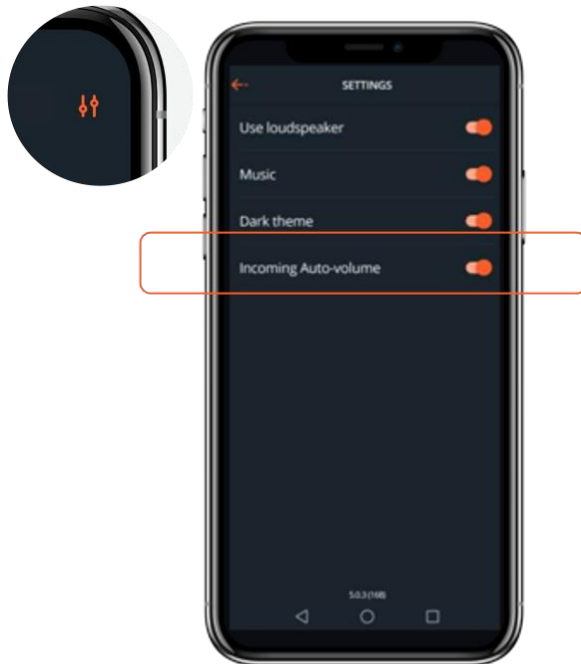 SETTINGS
Use loudspeaker
Music
Dark theme
Incoming Auto-volume
5.0.3 (168)